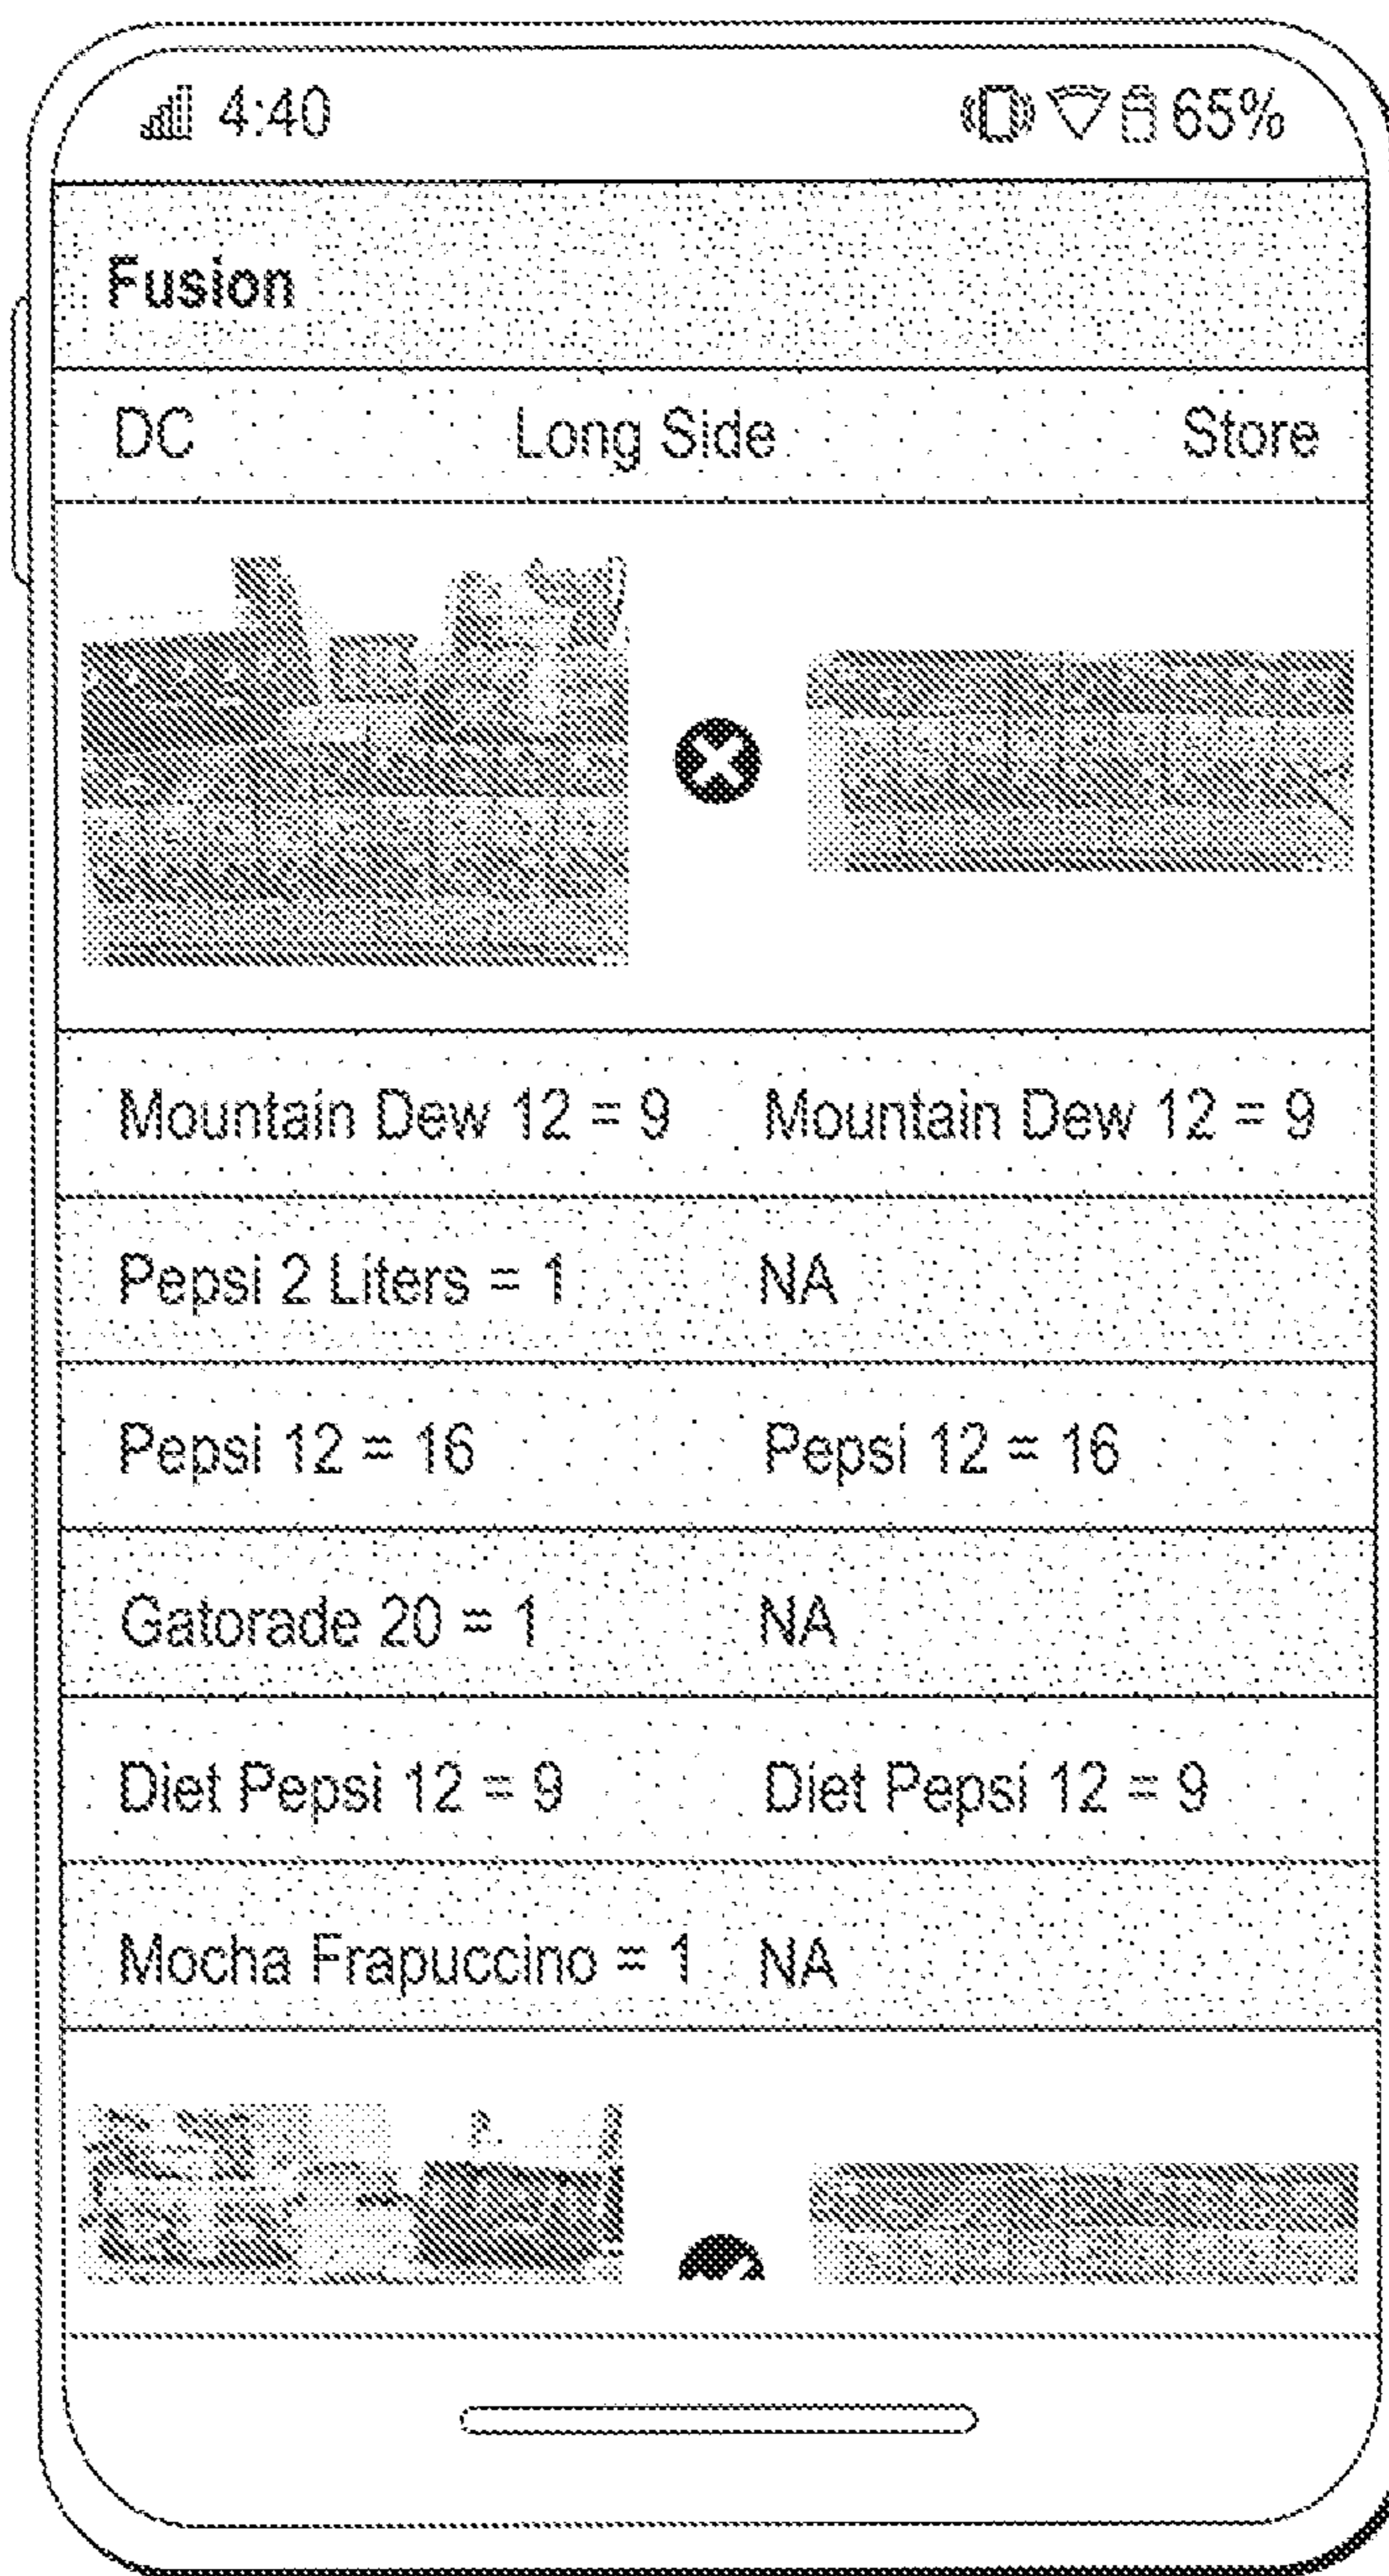 4:40 65%
Fusion
DC Long Side Store
Mountain Dew 12 = 9 Mountain Dew 12 = 9
Pepsi 2 Liters = 1 NA
Pepsi 12 = 16 Pepsi 12 = 16
Gatorade 20 = 1 NA
Diet Pepsi 12 = 9 Diet Pepsi 12 = 9
Mocha Frapuccino = 1 NA